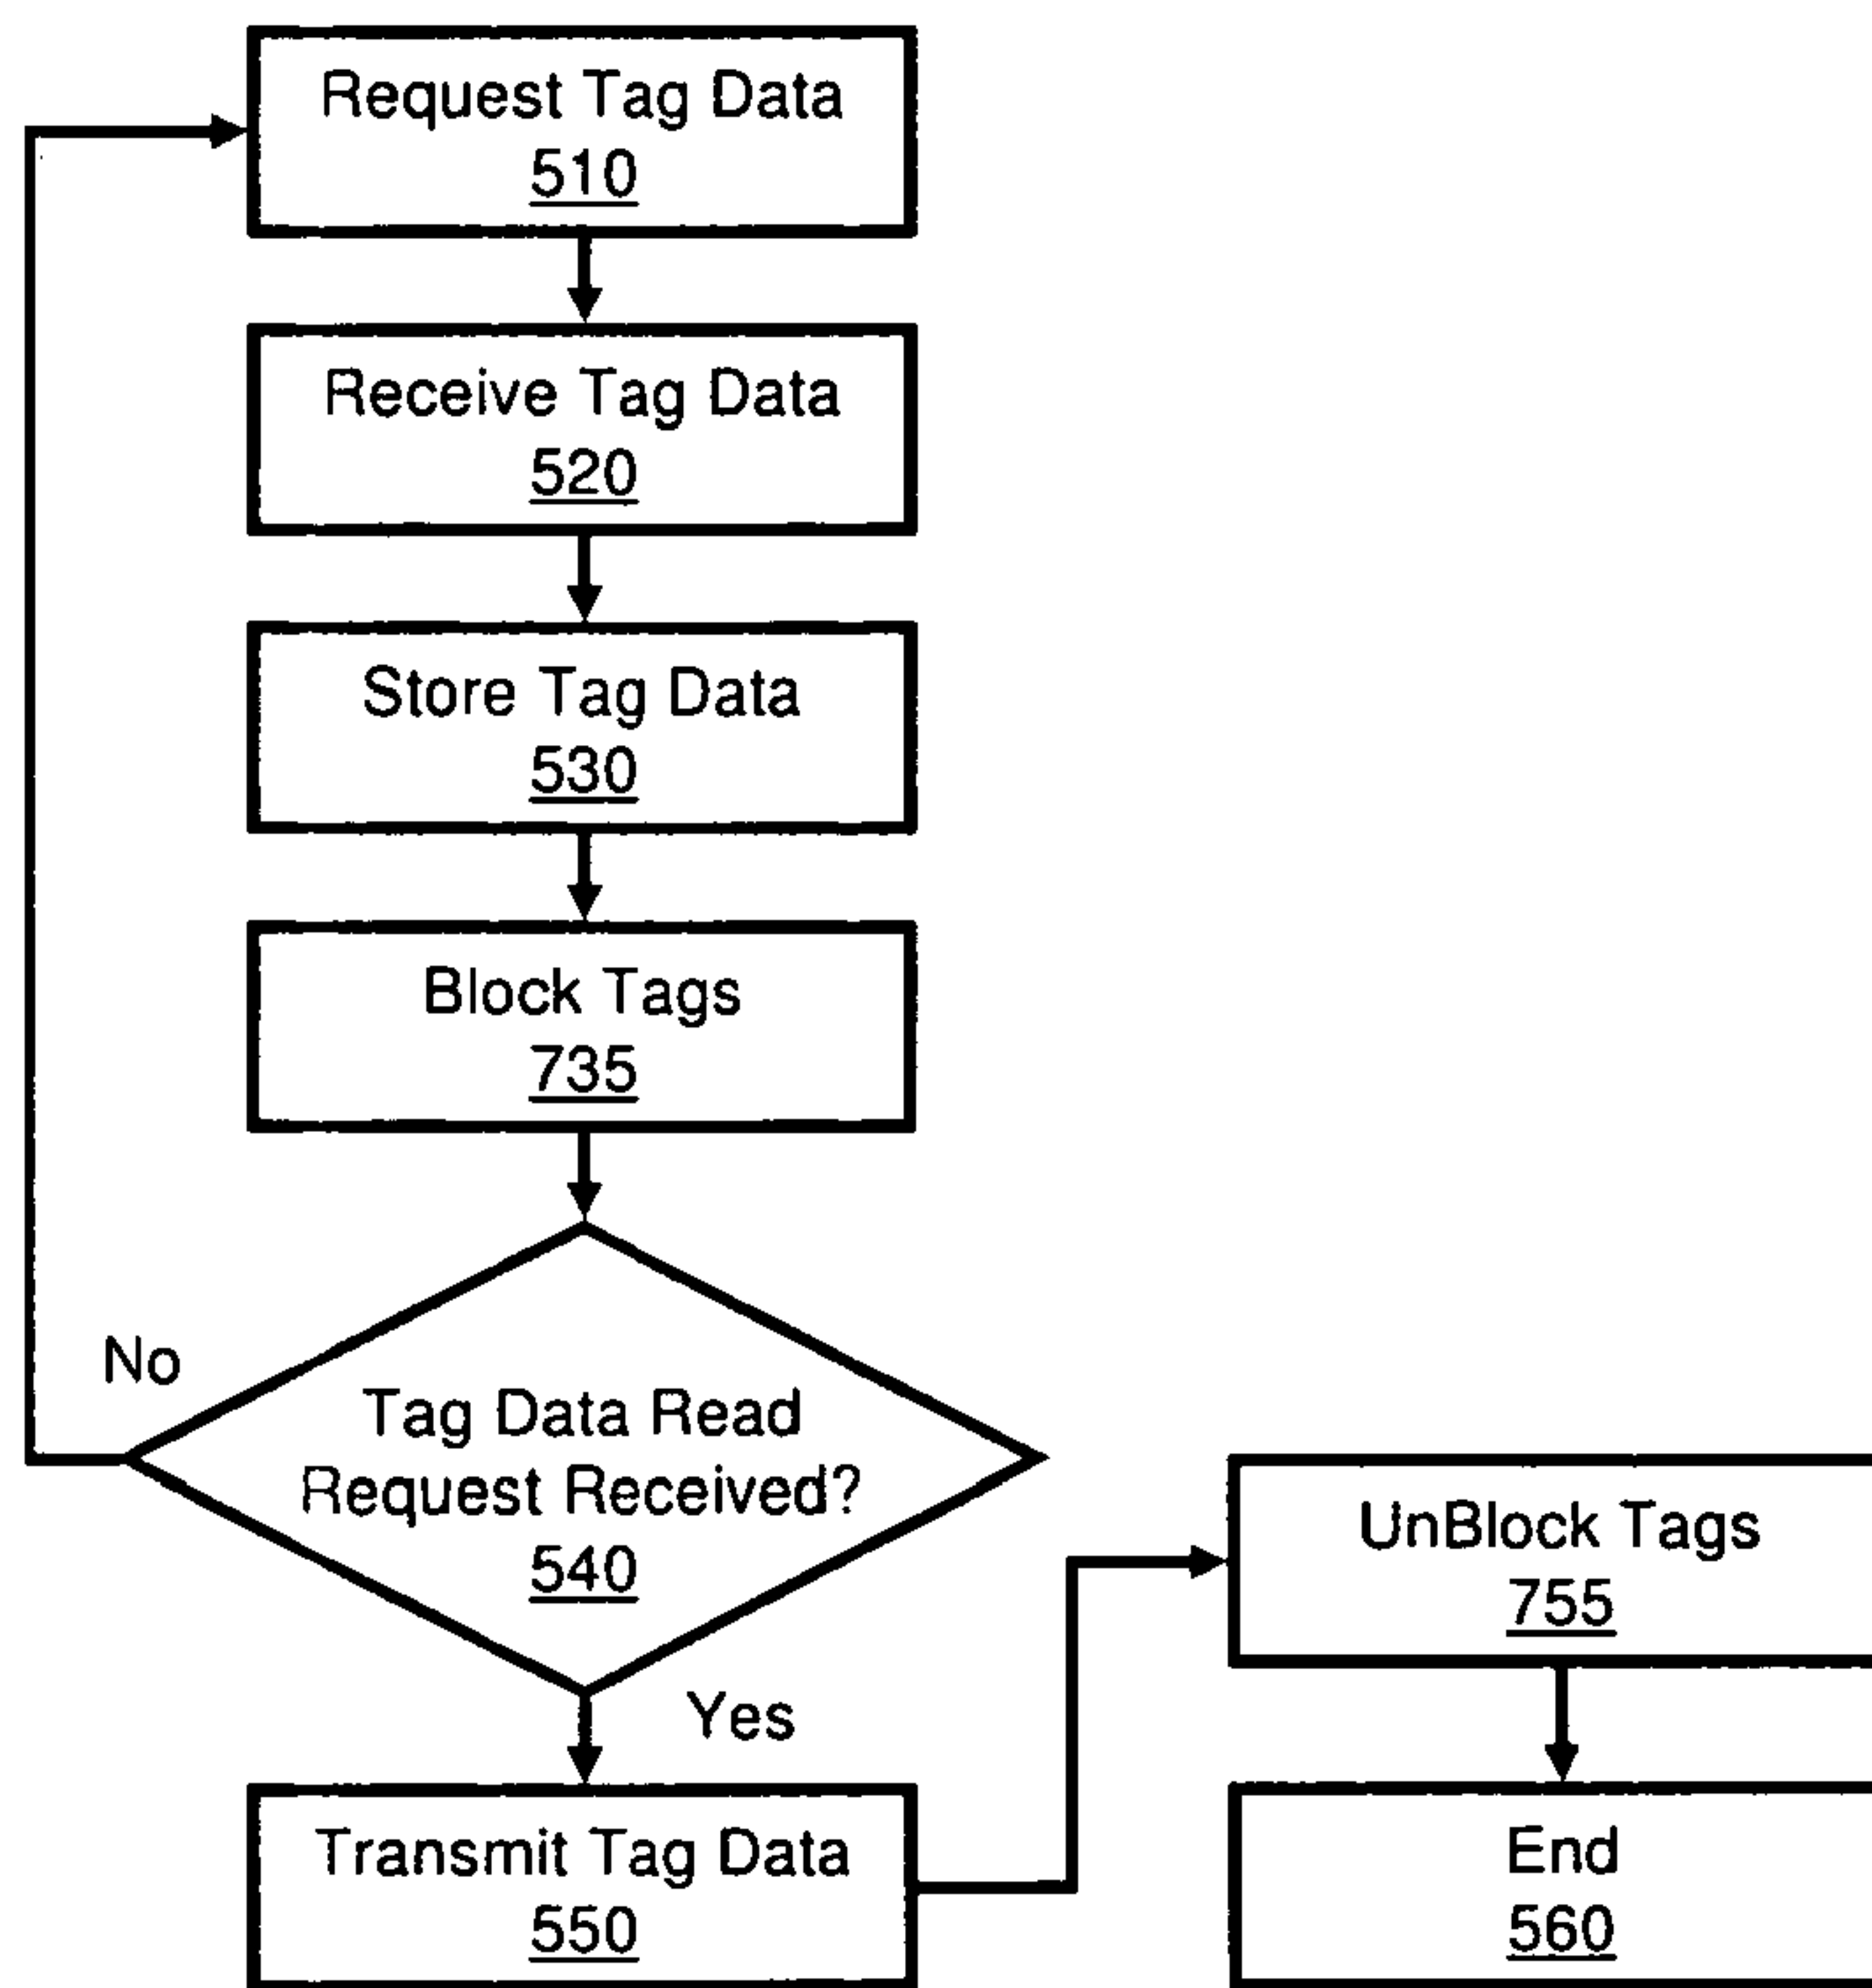 Request Tag Data
510
Receive Tag Data
520
Store Tag Data
530
Block Tags
735
No
Tag Data Read
Request Received?
540
Yes
Transmit Tag Data
550
UnBlock Tags
755
End
560